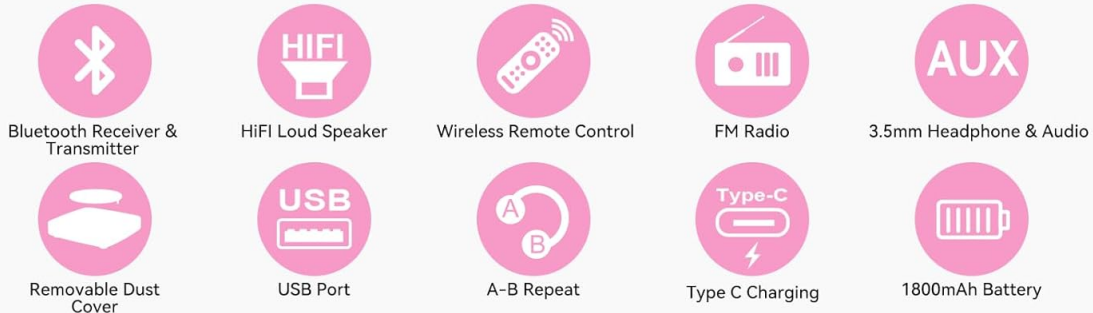 HIFI
AUX
Bluetooth Receiver &
Transmitter
HiFI Loud Speaker
Wireless Remote Control
FM Radio
3.5mm Headphone & Audio
USB
A
B
Type-C
Removable Dust
Cover
USB Port
A-B Repeat
Type C Charging
1800mAh Battery